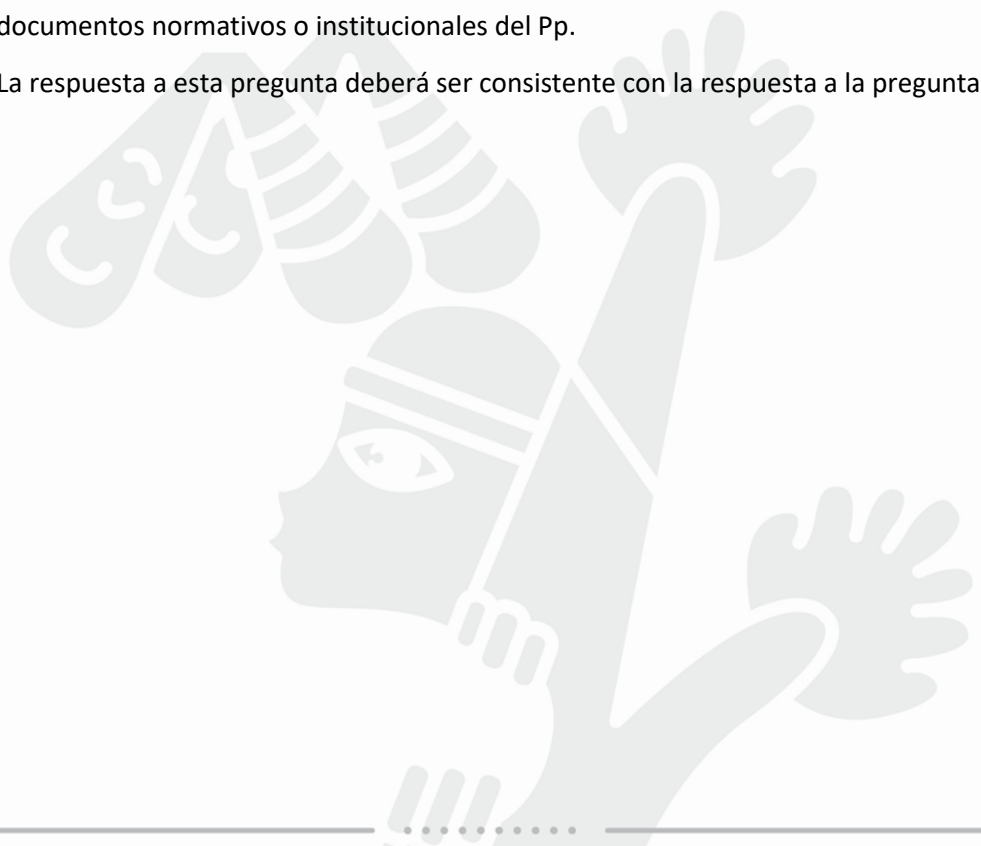 documentos normativos o institucionales del Pp.
La respuesta a esta pregunta deberá ser consistente con la respuesta a la pregunta